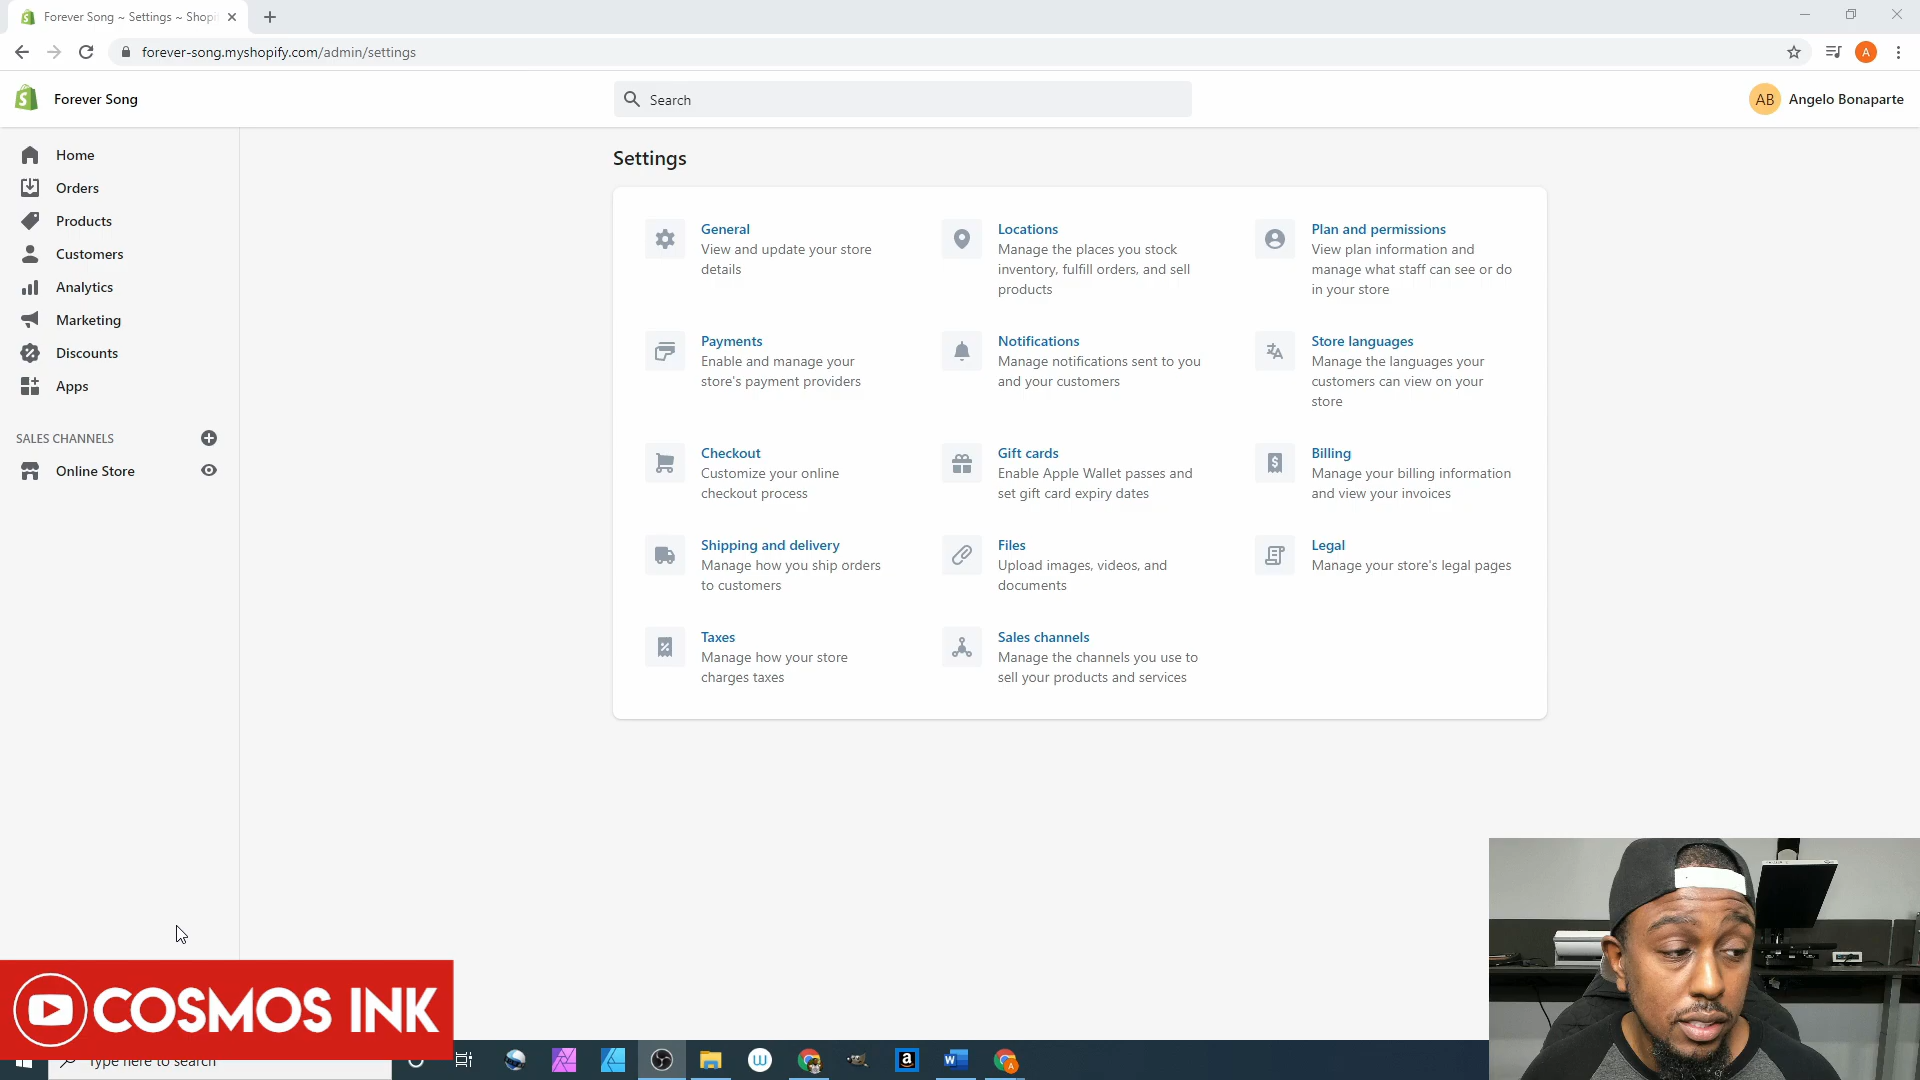 Forever Song ~ Settings ~ Shopi
forever-song.myshopify.com/admin/settings
A
Forever Song
Search
AB
Angelo Bonaparte
Home
Orders
Products
Customers
Analytics
Marketing
Discounts
Apps
SALES CHANNELS
Online Store
Settings
General
View and update your store
details
Locations
Manage the places you stock
inventory, fulfill orders, and sell
products
Plan and permissions
View plan information and
manage what staff can see or do
in your store
Payments
Enable and manage your
store's payment providers
Notifications
Manage notifications sent to you
and your customers
Store languages
Manage the languages your
customers can view on your
store
Checkout
Customize your online
checkout process
Gift cards
Enable Apple Wallet passes and
set gift card expiry dates
Billing
Manage your billing information
and view your invoices
Shipping and delivery
Manage how you ship orders
to customers
Files
Upload images, videos, and
documents
Legal
Manage your store's legal pages
Taxes
Manage how your store
charges taxes
Sales channels
Manage the channels you use to
sell your products and services
COSMOS INK
Type here to search